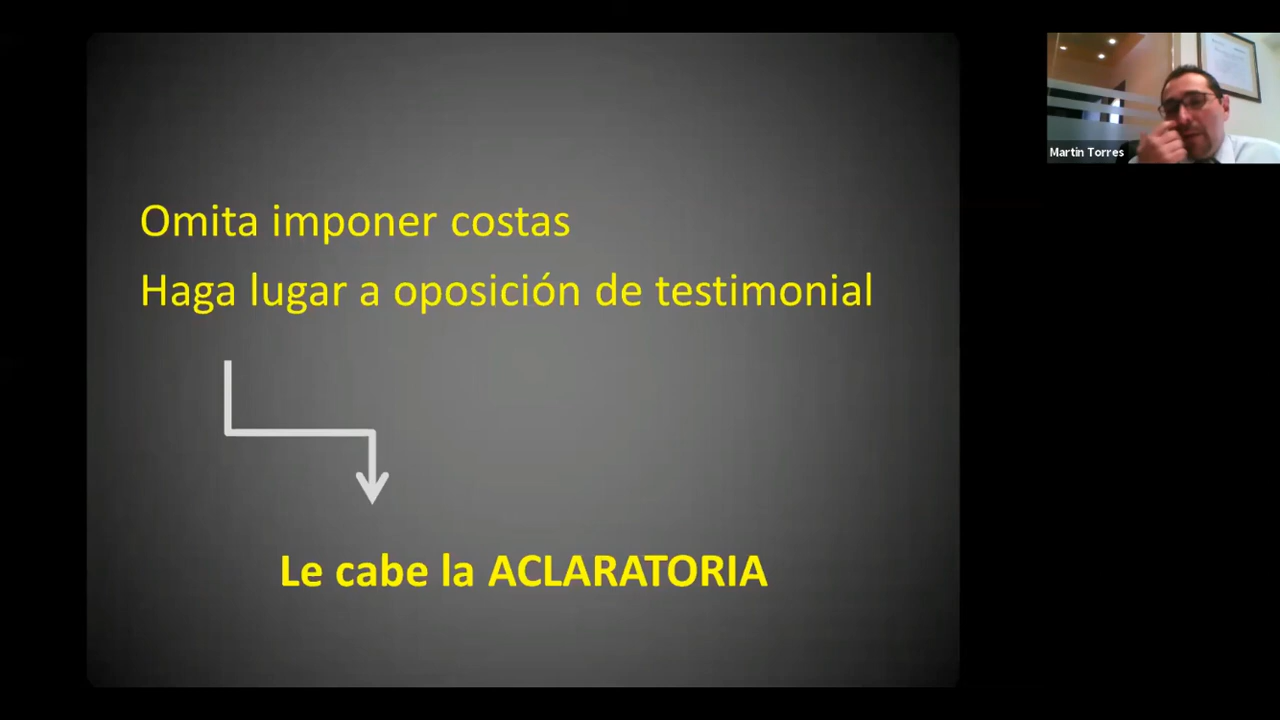 Omita imponer costas
Haga lugar a oposición de testimonial
Le cabe la ACLARATORIA
Martin Torres